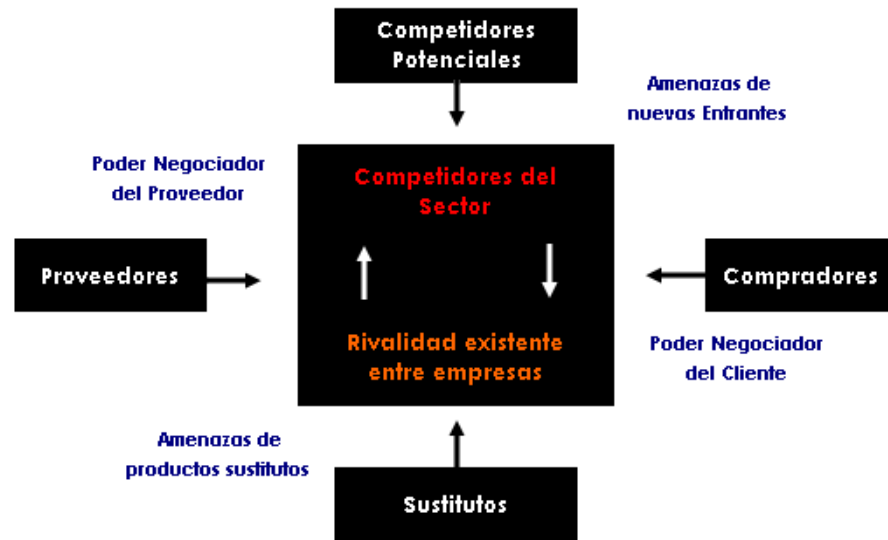 Competidores
Potenciales
Amenazas de
nuevas Entrantes
Poder Negociador
del Proveedor
Competidores del
Sector
Proveedores
Compradores
Rivalidad existente
entre empresas
Poder Negociador
del Cliente
Amenazas de
productos sustitutos
Sustitutos